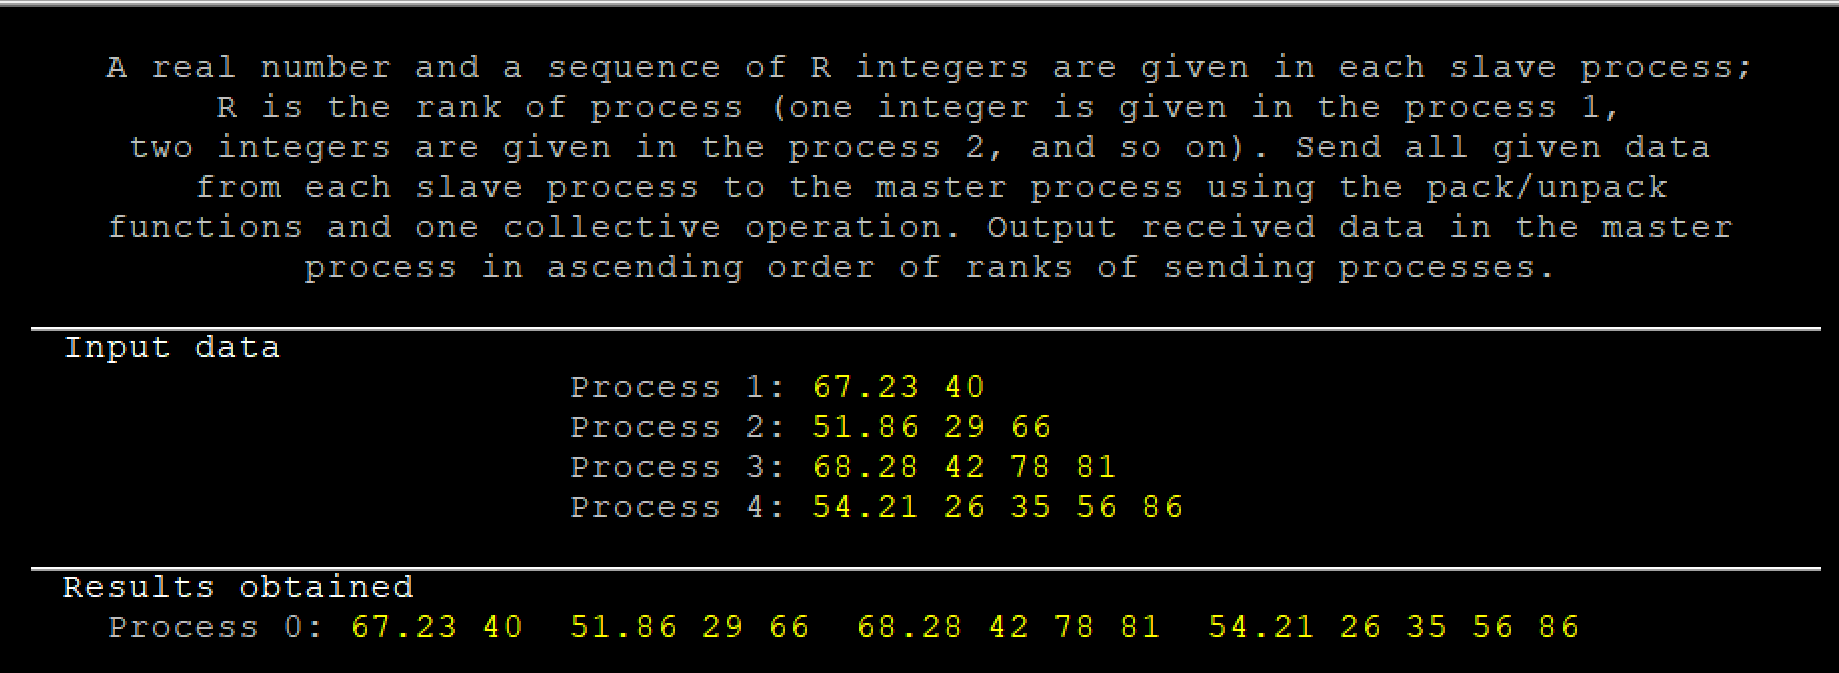 A real number and a sequence of R integers are given in each slave process;
R is the rank of process (one integer is given in the process 1,
two integers are given in the process 2, and so on). Send all given data
from each slave process to the master process using the pack/unpack
functions and one collective operation. Output received data in the master
process in ascending order of ranks of sending processes.
Input data
Process 1: 67.23 40
Process 2: 51.86 29 66
Process 3: 68.28 42 78 81
Process 4: 54.21 26 35 56 86
Results obtained
Process 0: 67.23 40 51.86 29 66 68.28 42 78 81 54.21 26 35 56 86